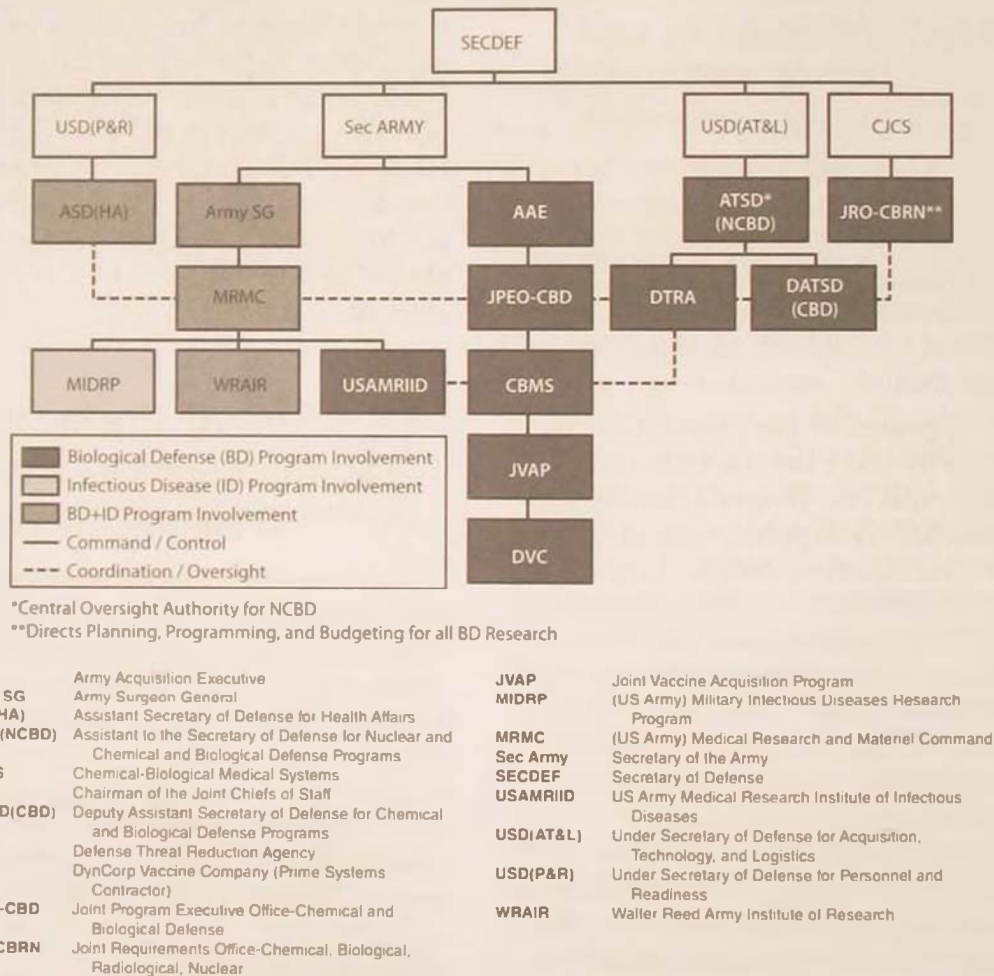 SECDEF
USD(P&R)
Sec ARMY
USD(AT&L)
CJCS
ASD(HA)
Army SG
AAE
ATSD*
(NCBD)
JRO-CBRN**
MRMC
JPEO-CBD
DTRA
DATSD
(CBD)
MIDRP
WRAIR
USAMRIID
CBMS
JVAP
DVC
Biological Defense (BD) Program Involvement
Infectious Disease (ID) Program Involvement
BD+ID Program Involvement
Command / Control
Coordination / Oversight
*Central Oversight Authority for NCBD
**Directs Planning, Programming, and Budgeting for all BD Research
Army Acquisition Executive
SG Army Surgeon General
HA) Assistant Secretary of Defense for Health Affairs
(NCBD) Assistant to the Secretary of Defense for Nuclear and
Chemical and Biological Defense Programs
S Chemical-Biological Medical Systems
Chairman of the Joint Chiefs of Staff
D(CBD) Deputy Assistant Secretary of Defense for Chemical
and Biological Defense Programs
Defense Threat Reduction Agency
DynCorp Vaccine Company (Prime Systems
Contractor)
-CBD Joint Program Executive Office-Chemical and
Biological Defense
CBRN Joint Requirements Office-Chemical, Biological,
Radiological, Nuclear
JVAP Joint Vaccine Acquisition Program
MIDRP (US Army) Military Infectious Diseases Research
Program
MRMC (US Army) Medical Research and Materiel Command
Sec Army Secretary of the Army
SECDEF Secretary of Defense
USAMRIID US Army Medical Research Institute of Infectious
Diseases
USD(AT&L) Under Secretary of Defense for Acquisition,
Technology, and Logistics
USD(P&R) Under Secretary of Defense for Personnel and
Readiness
WRAIR Walter Reed Army Institute of Research